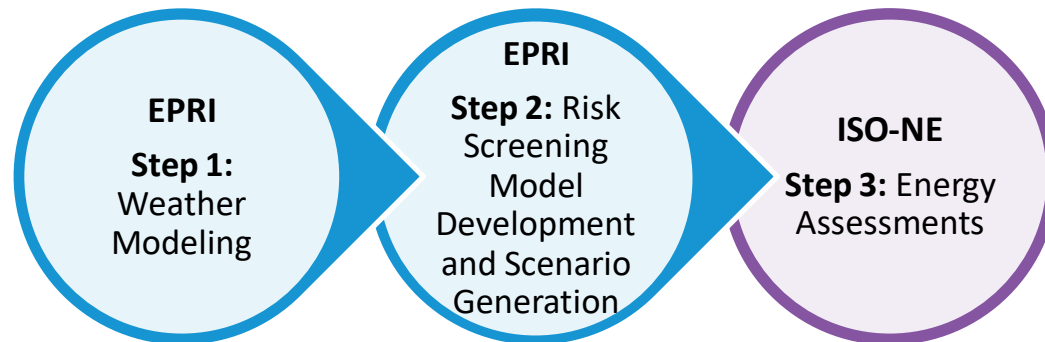 EPRI
Step 1:
Weather
Modeling
EPRI
Step 2: Risk
Screening
Model
Development
and Scenario
Generation
ISO-NE
Step 3: Energy
Assessments